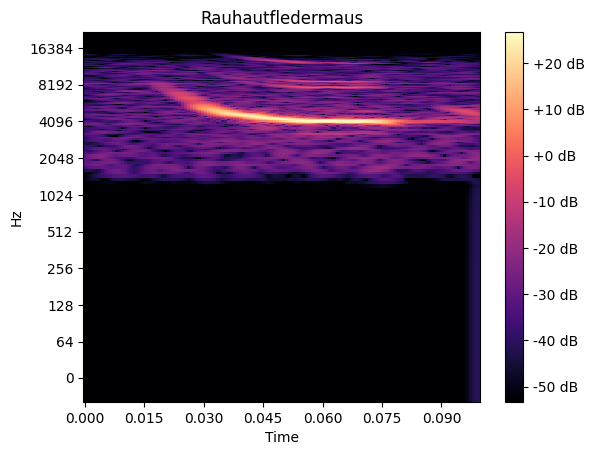 Rauhautfledermaus
Hz
16384
8192
4096
2048
1024
512
256
128
64
0
0.000 0.015 0.030 0.045 0.060 0.075 0.090
Time
+20 dB
+10 dB
+0 dB
-10 dB
-20 dB
-30 dB
-40 dB
-50 dB